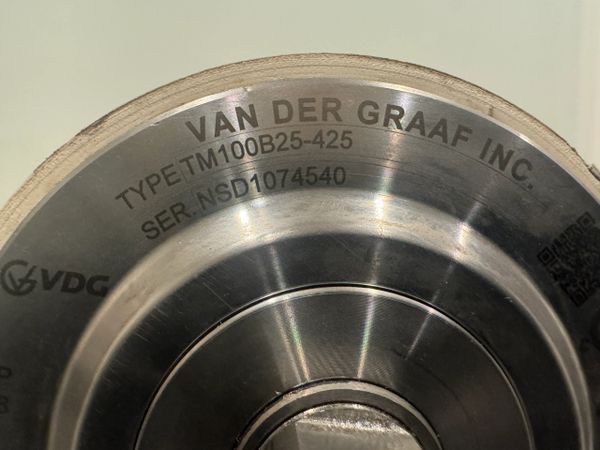 VAN DER GRAAF INC.
TYPE TM100B25-425
SER. NSD1074540
VDG